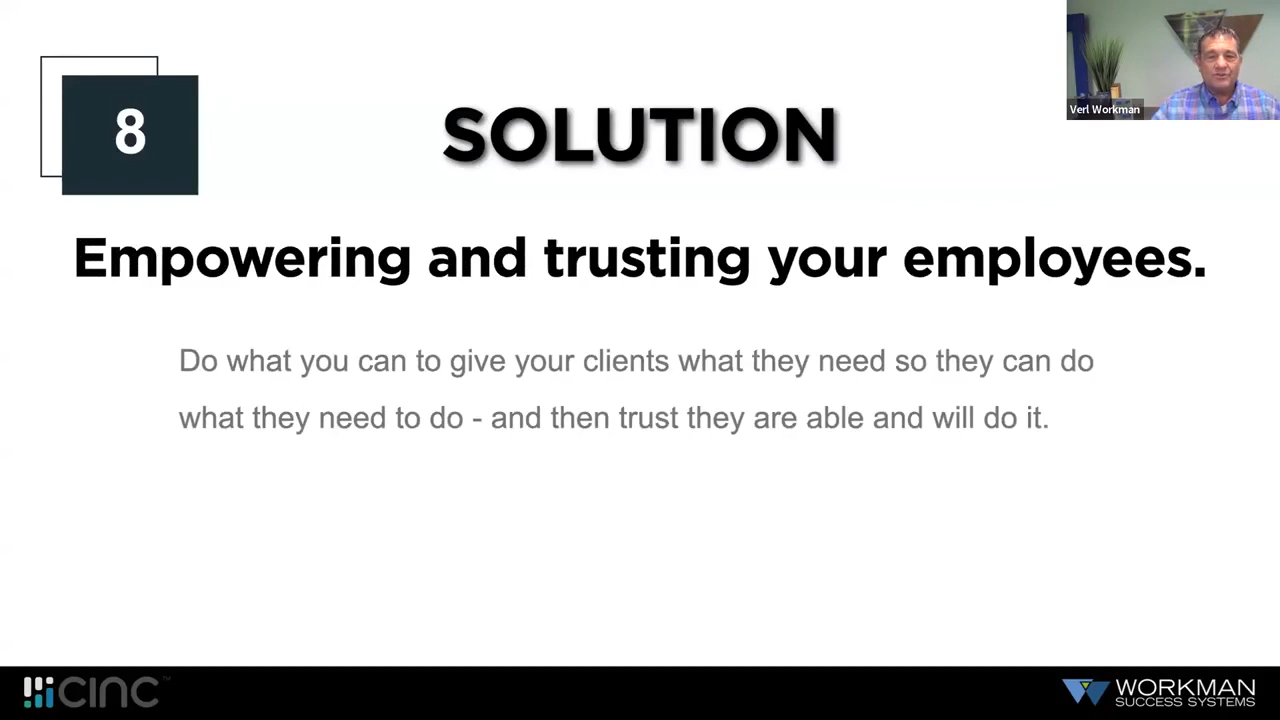 8
SOLUTION
Verl Workman
Empowering and trusting your employees.
Do what you can to give your clients what they need so they can do
what they need to do - and then trust they are able and will do it.
CINC™
WORKMAN
SUCCESS SYSTEMS